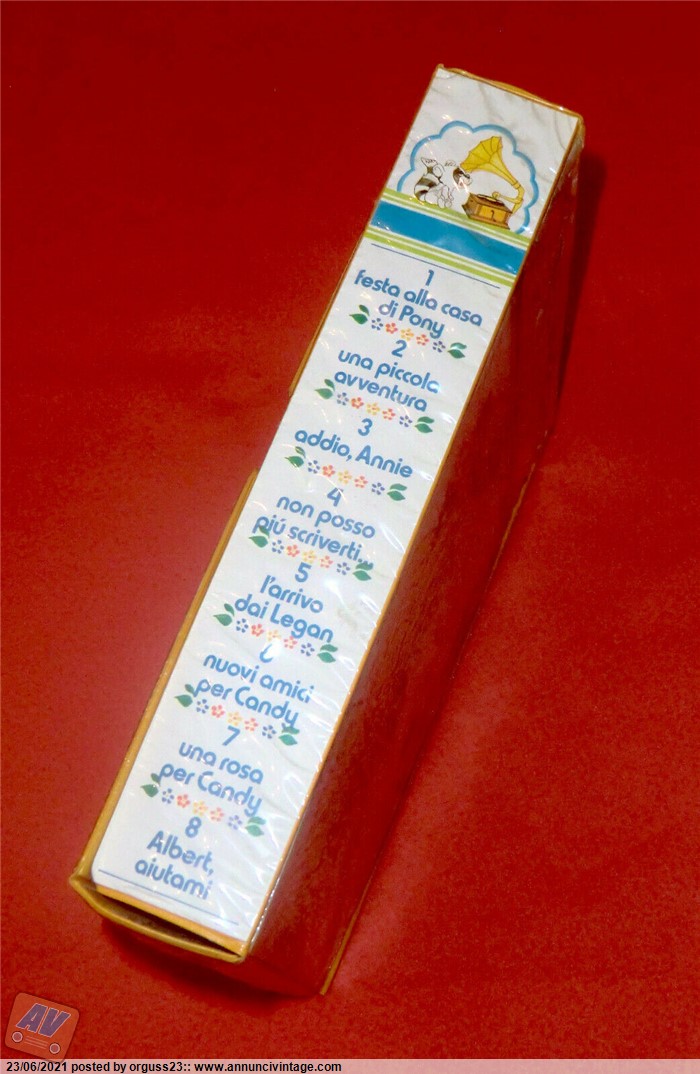 1
festa alla casa
di Pony
2
una piccola
avventura
3
addio, Annie
4
non posso
piú scriverti...
5
l'arrivo
dai Legan
6
nuovi amici
per Candy
7
una rosa
per Candy
8
Albert,
aiutami
AV
23/06/2021 posted by orguss23:: www.annuncivintage.com